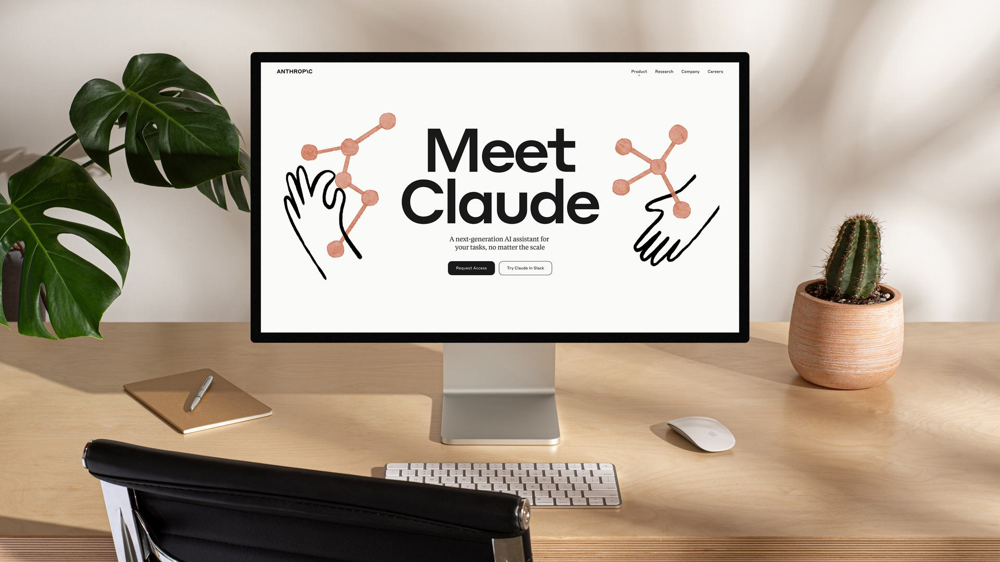 ANTHROP\C
Product Research Company Careers
Meet
Claude
A next-generation AI assistant for
your tasks, no matter the scale
Request Access Try Claude In Slack